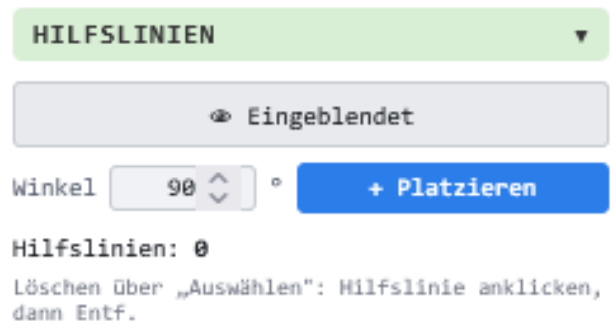 HILFSLINIEN ▼
👁 Eingeblendet
Winkel 90 ° + Platzieren
Hilfslinien: 0
Löschen über „Auswählen": Hilfslinie anklicken,
dann Entf.